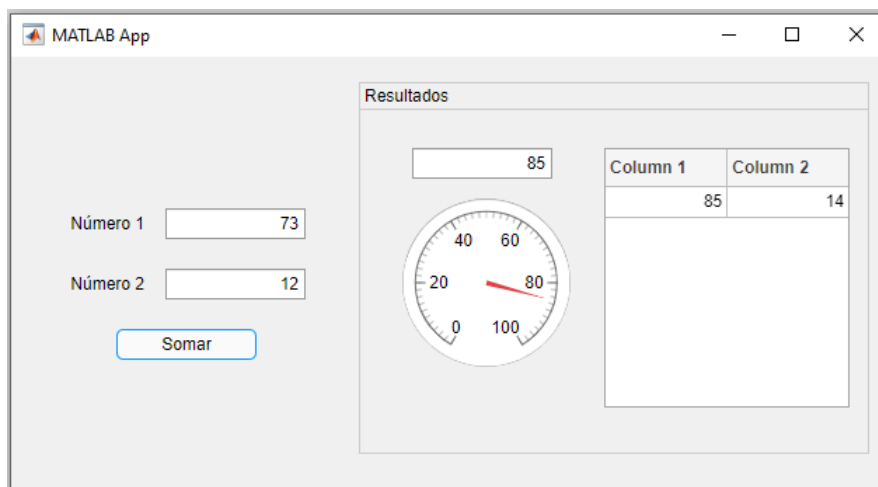 MATLAB App
Resultados
85
Column 1 Column 2
85 14
Número 1 73
Número 2 12
Somar
40 60
20 80
0 100